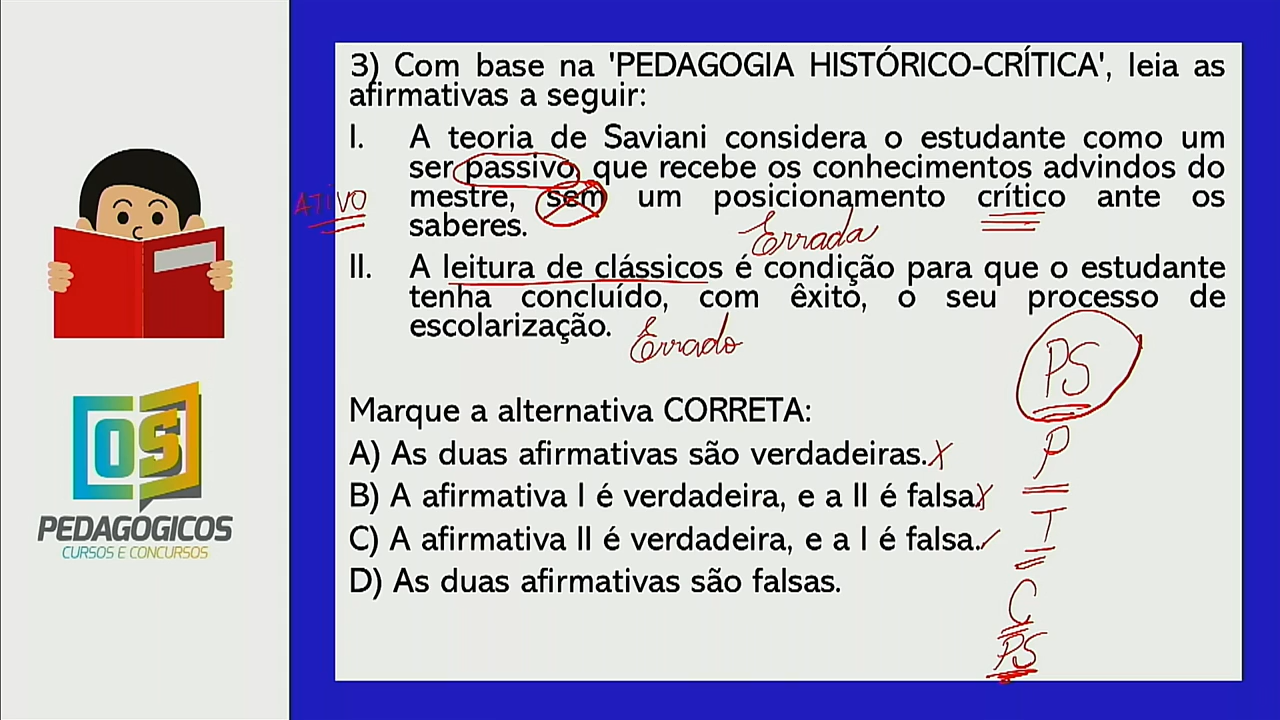 3) Com base na 'PEDAGOGIA HISTÓRICO-CRÍTICA', leia as
afirmativas a seguir:
I. A teoria de Saviani considera o estudante como um
ser passivo, que recebe os conhecimentos advindos do
ATIVO
mestre, sem um posicionamento crítico ante os
saberes.
Errada
II. A leitura de clássicos é condição para que o estudante
tenha concluído, com êxito, o seu processo de
escolarização.
Errado
PS
Marque a alternativa CORRETA:
A) As duas afirmativas são verdadeiras.
P
B) A afirmativa I é verdadeira, e a II é falsa.
T
C) A afirmativa II é verdadeira, e a I é falsa.
D) As duas afirmativas são falsas.
C
PS
OS
PEDAGÓGICOS
CURSOS E CONCURSOS